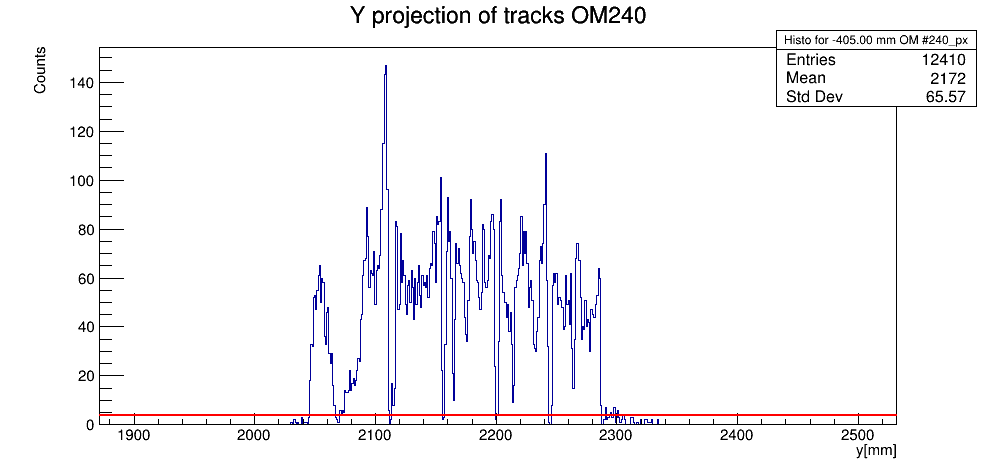 Y projection of tracks OM240
Histo for -405.00 mm OM #240_px
Entries 12410
Mean 2172
Std Dev 65.57
Counts
140
120
100
80
60
40
20
0
1900 2000 2100 2200 2300 2400 2500
y[mm]